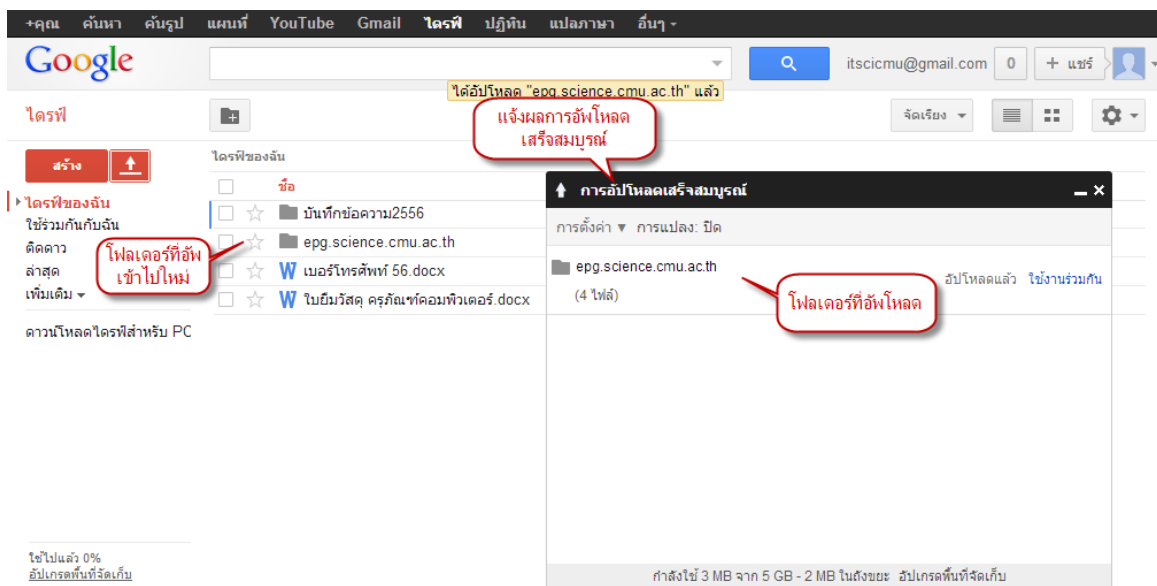 +คุณ ค้นหา ค้นรูป แผนที่ YouTube Gmail ไดรฟ์ ปฏิทิน แปลภาษา อื่นๆ
Google
itscicmu@gmail.com 0 + แชร์
ได้อัปโหลด "epg.science.cmu.ac.th" แล้ว
ไดรฟ์
จัดเรียง
แจ้งผลการอัพโหลด
เสร็จสมบูรณ์
สร้าง
ไดรฟ์ของฉัน
ใช้ร่วมกันกับฉัน
ติดดาว
ล่าสุด
เพิ่มเติม
ดาวน์โหลดไดรฟ์สำหรับ PC
โฟลเดอร์ที่อัพ
เข้าไปใหม่
ไดรฟ์ของฉัน
ชื่อ
บันทึกข้อความ2556
epg.science.cmu.ac.th
W เบอร์โทรศัพท์ 56.docx
W ใบยืมวัสดุ ครุภัณฑ์คอมพิวเตอร์.docx
การอัปโหลดเสร็จสมบูรณ์
การตั้งค่า การแปลง: ปิด
epg.science.cmu.ac.th
(4 ไฟล์)
อัปโหลดแล้ว ใช้งานร่วมกัน
โฟลเดอร์ที่อัพโหลด
ใช้ไปแล้ว 0%
อัปเกรดพื้นที่จัดเก็บ
กำลังใช้ 3 MB จาก 5 GB - 2 MB ในถังขยะ อัปเกรดพื้นที่จัดเก็บ